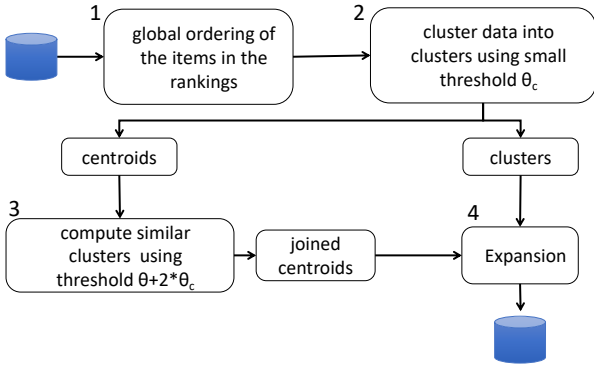 1
global ordering of
the items in the
rankings
2
cluster data into
clusters using small
threshold θc
centroids
clusters
3
compute similar
clusters using
threshold θ+2*θc
joined
centroids
4
Expansion